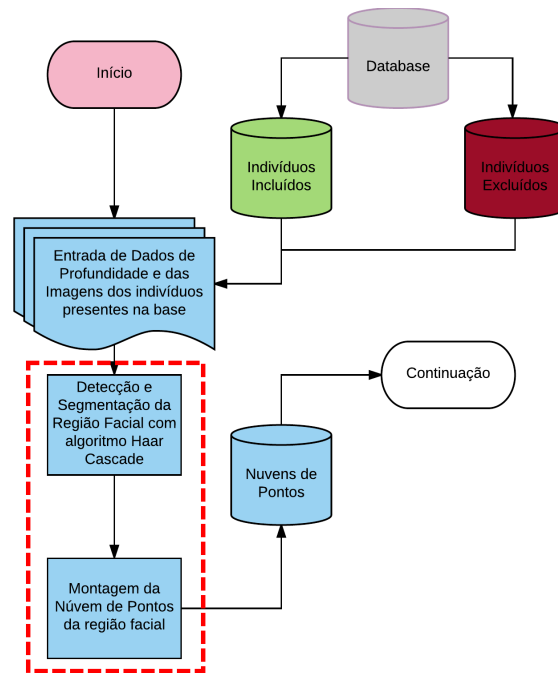 Início
Database
Indivíduos
Incluídos
Indivíduos
Excluídos
Entrada de Dados de
Profundidade e das
Imagens dos indivíduos
presentes na base
Detecção e
Segmentação da
Região Facial com
algoritmo Haar
Cascade
Continuação
Nuvens de
Pontos
Montagem da
Núvem de Pontos
da região facial